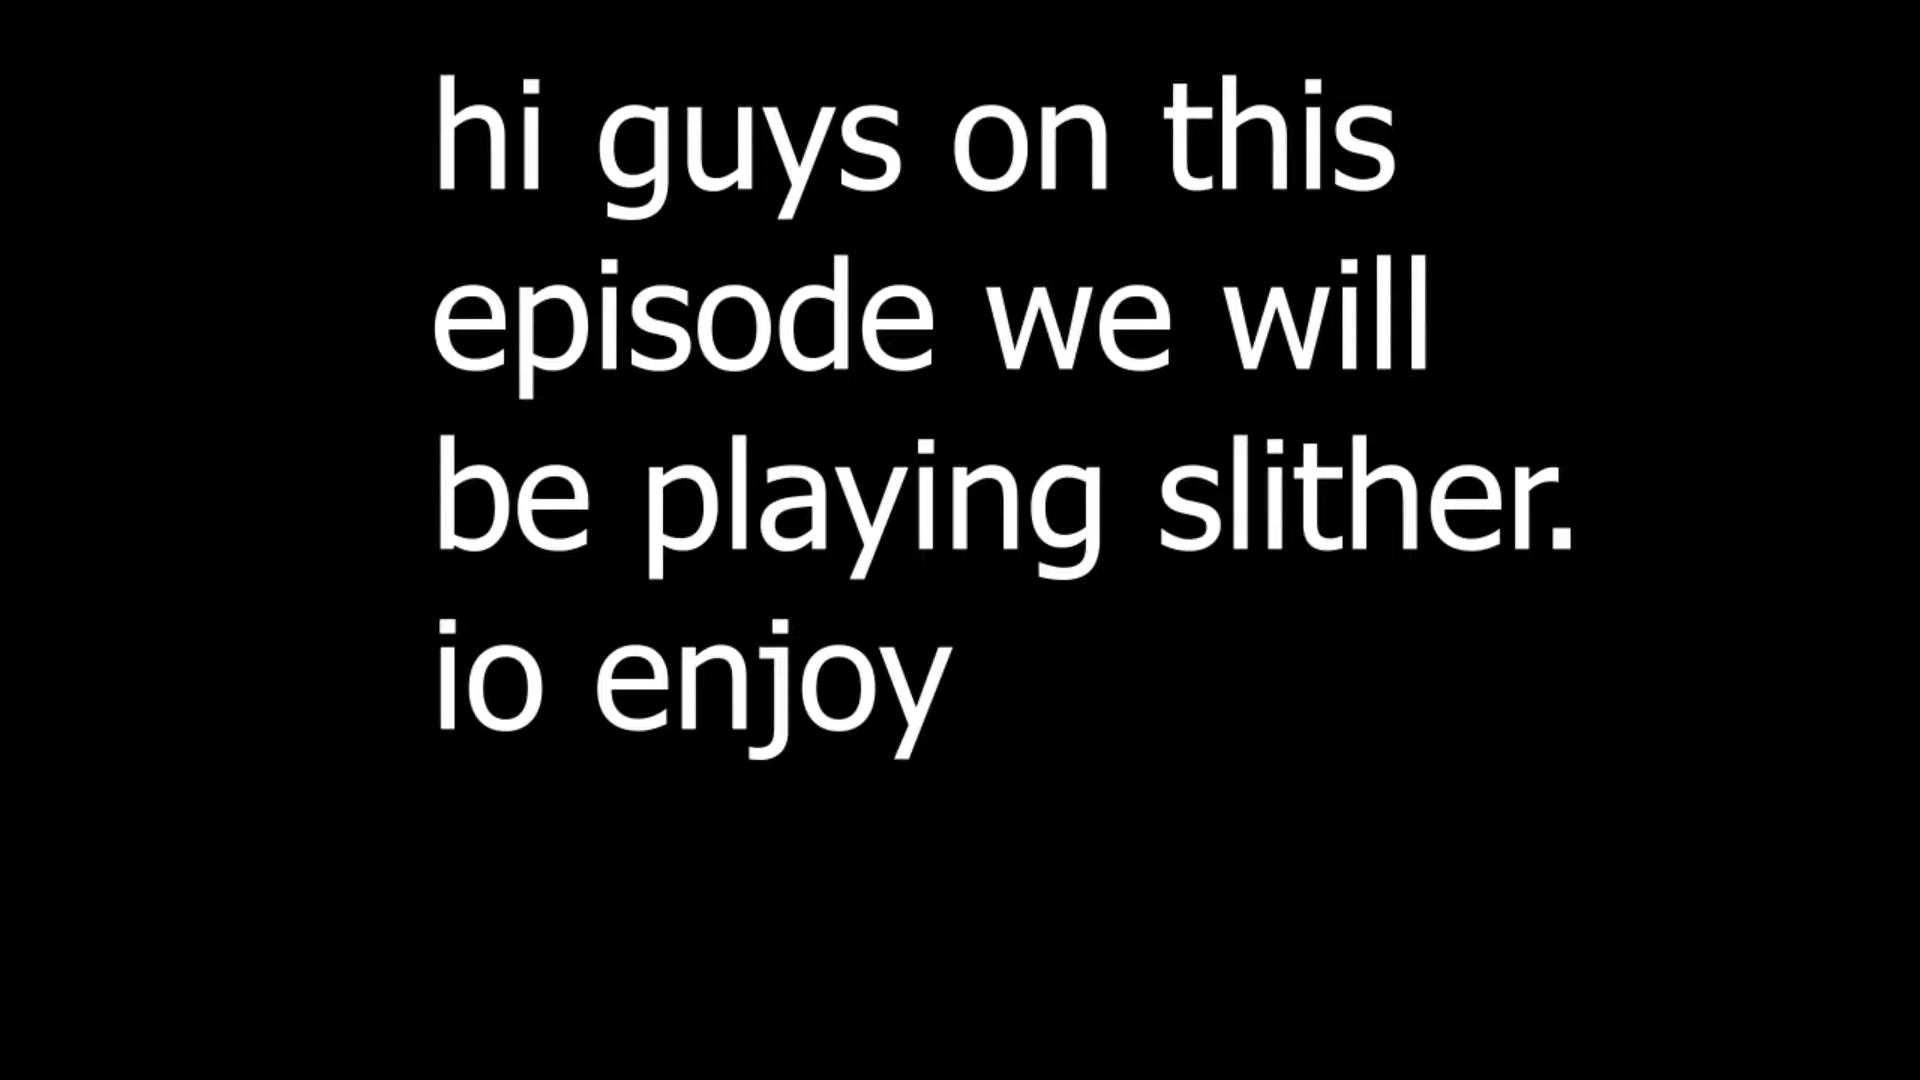 hi guys on this
episode we will
be playing slither.
io enjoy